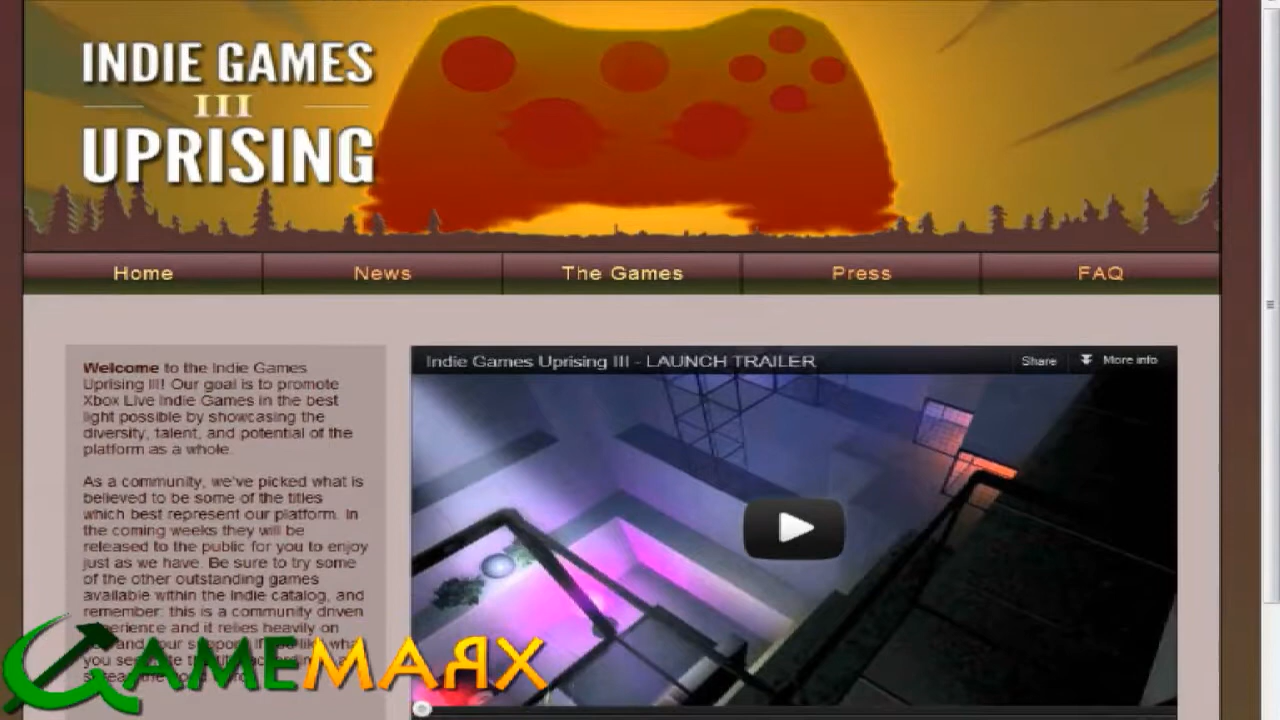 INDIE GAMES
III
UPRISING
Home
News
The Games
Press
FAQ
Welcome to the Indie Games
Uprising III! Our goal is to promote
Xbox Live Indie Games in the best
light possible by showcasing the
diversity, talent, and potential of the
platform as a whole.
As a community, we've picked what is
believed to be some of the titles
which best represent our platform. In
the coming weeks they will be
released to the public for you to enjoy
just as we have. Be sure to try some
of the other outstanding games
available within the Indie catalog, and
remember: this is a community driven
experience and it relies heavily on
and your
you
Indie Games Uprising III - LAUNCH TRAILER
Share
More info
GAMEMARX